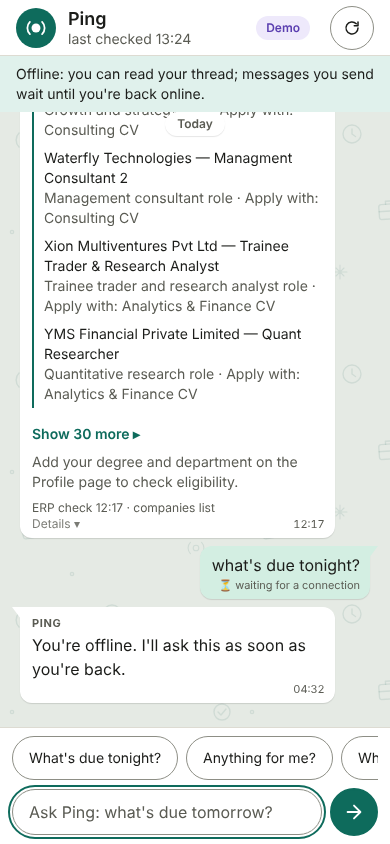 Ping
last checked 13:24
Demo
Offline: you can read your thread; messages you send
wait until you're back online.
Today
Consulting CV
Waterfly Technologies — Managment
Consultant 2
Management consultant role · Apply with:
Consulting CV
Xion Multiventures Pvt Ltd — Trainee
Trader & Research Analyst
Trainee trader and research analyst role ·
Apply with: Analytics & Finance CV
YMS Financial Private Limited — Quant
Researcher
Quantitative research role · Apply with:
Analytics & Finance CV
Show 30 more ▸
Add your degree and department on the
Profile page to check eligibility.
ERP check 12:17 · companies list
Details ▾
12:17
what's due tonight?
⏳ waiting for a connection
PING
You're offline. I'll ask this as soon as
you're back.
04:32
What's due tonight?
Anything for me?
Ask Ping: what's due tomorrow?